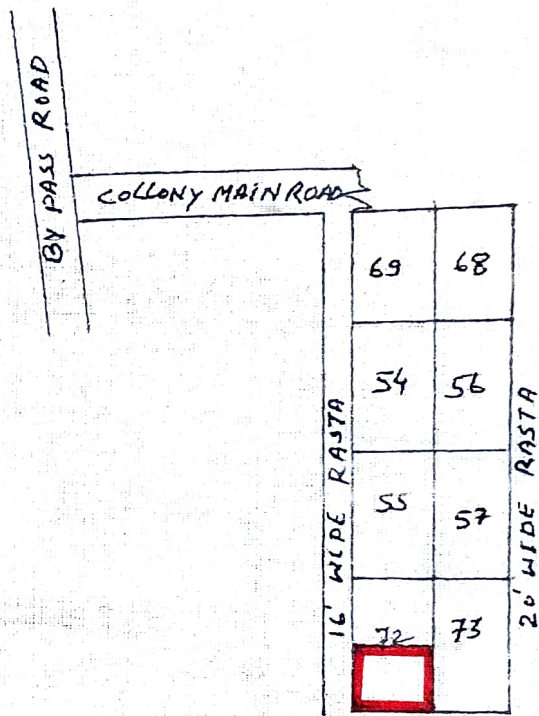 BY PASS ROAD
COLLONY MAIN ROAD
69 68
54 56
55 57
72 73
16' WIDE RASTA
20' WIDE RASTA